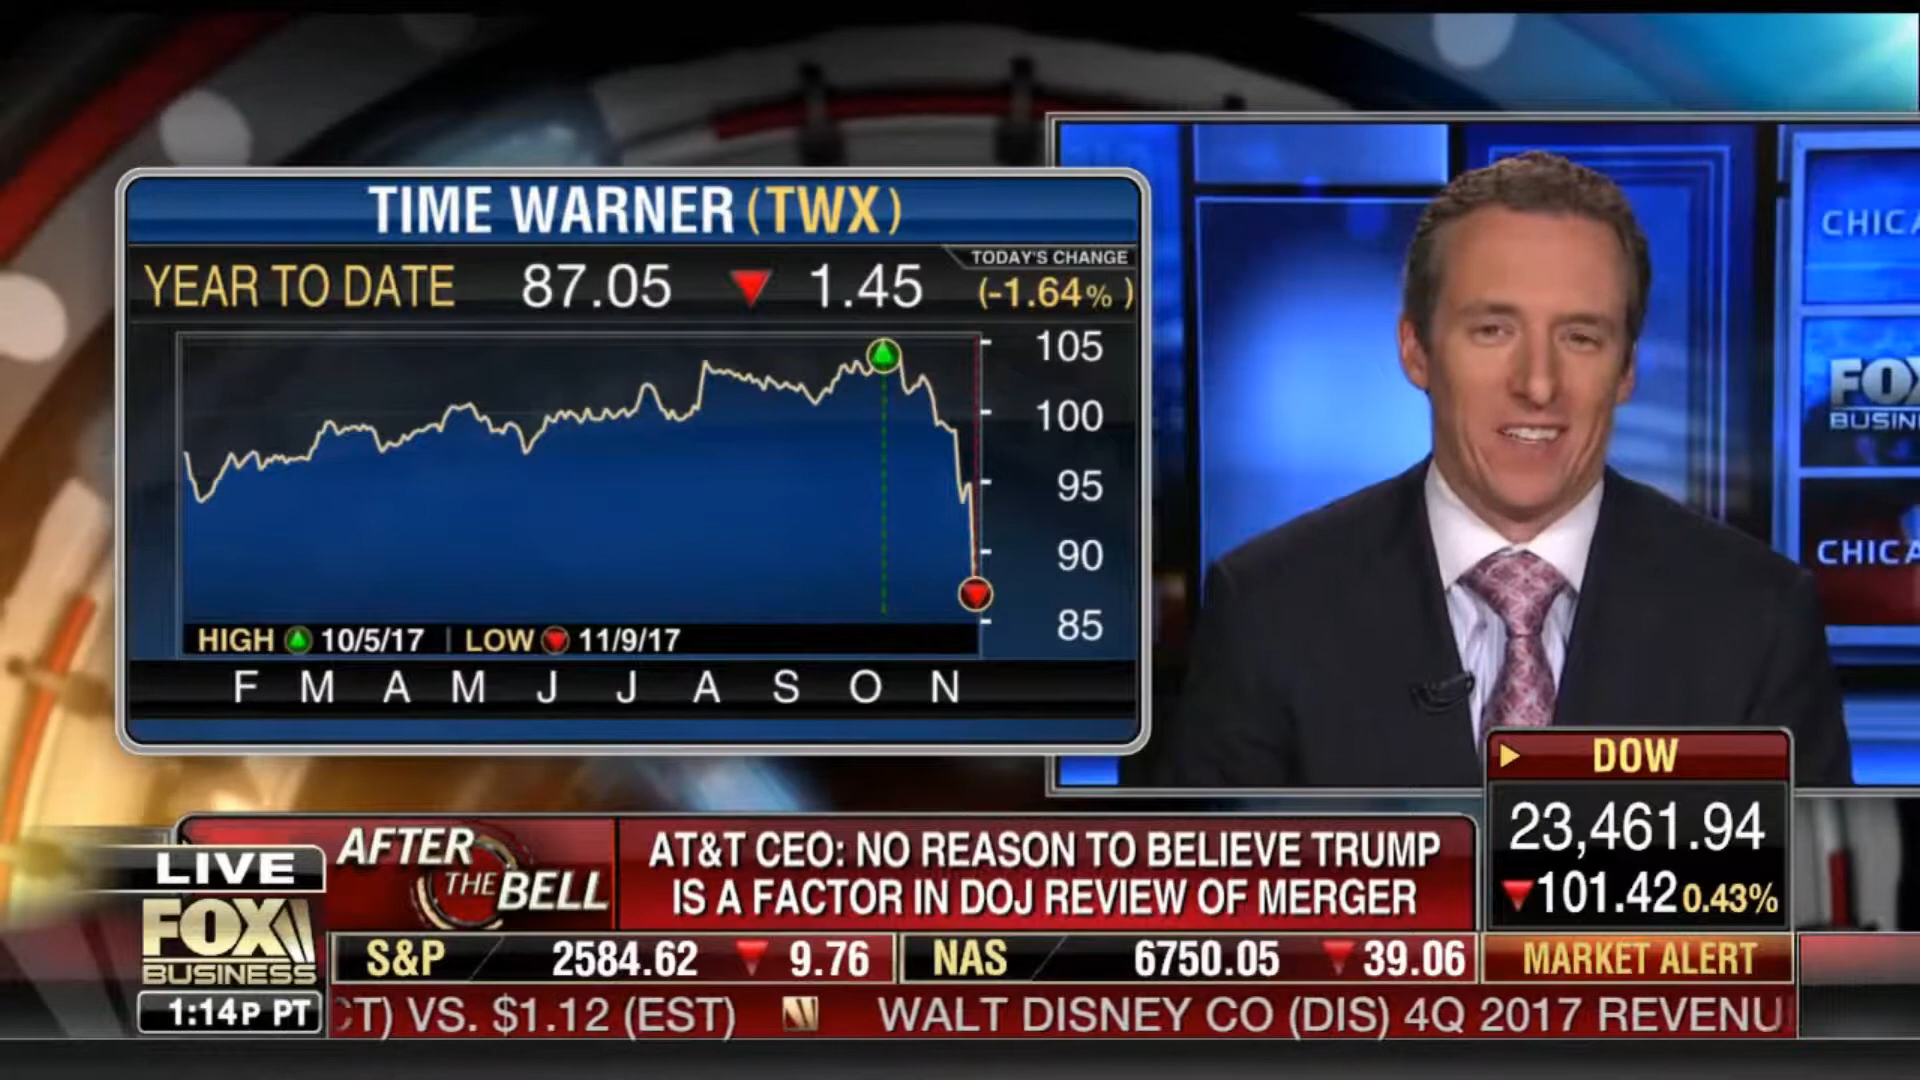 TIME WARNER (TWX)
YEAR TO DATE 87.05 ▼ 1.45
TODAY'S CHANGE
(-1.64%)
105
100
95
90
85
HIGH ▲ 10/5/17 | LOW ▼ 11/9/17
F M A M J J A S O N
CHICA
FOX
BUSIN
CHICA
DOW
23,461.94
▼101.42 0.43%
LIVE
FOX
BUSINESS
1:14P PT
AFTER
THE BELL
AT&T CEO: NO REASON TO BELIEVE TRUMP
IS A FACTOR IN DOJ REVIEW OF MERGER
S&P 2584.62 ▼ 9.76 NAS 6750.05 ▼ 39.06 MARKET ALERT
CT) VS. $1.12 (EST) WALT DISNEY CO (DIS) 4Q 2017 REVENU